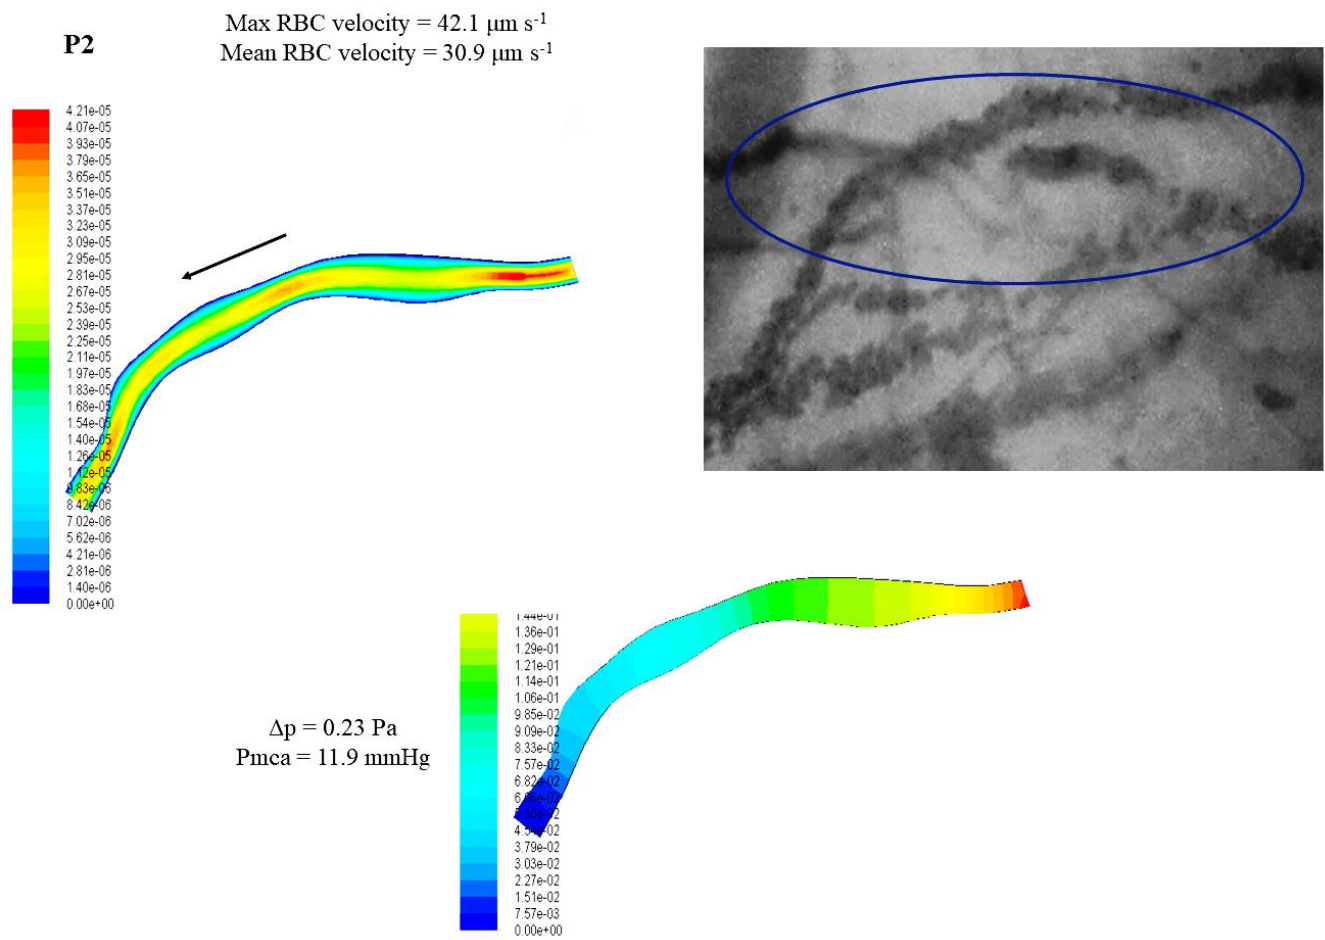 P2
Max RBC velocity = 42.1 μm s-1
Mean RBC velocity = 30.9 μm s-1
4.21e-05
4.07e-05
3.93e-05
3.79e-05
3.65e-05
3.51e-05
3.37e-05
3.23e-05
3.09e-05
2.95e-05
2.81e-05
2.67e-05
2.53e-05
2.39e-05
2.25e-05
2.11e-05
1.97e-05
1.83e-05
1.68e-05
1.54e-05
1.40e-05
1.26e-05
1.12e-05
9.83e-06
8.42e-06
7.02e-06
5.62e-06
4.21e-06
2.81e-06
1.40e-06
0.00e+00
Δp = 0.23 Pa
Pmca = 11.9 mmHg
1.44e-01
1.36e-01
1.29e-01
1.21e-01
1.14e-01
1.06e-01
9.85e-02
9.09e-02
8.33e-02
7.57e-02
6.82e-02
3.79e-02
3.03e-02
2.27e-02
1.51e-02
7.57e-03
0.00e+00